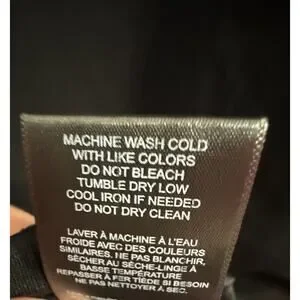 MACHINE WASH COLD
WITH LIKE COLORS
DO NOT BLEACH
TUMBLE DRY LOW
COOL IRON IF NEEDED
DO NOT DRY CLEAN
LAVER À MACHINE À L'EAU
FROIDE AVEC DES COULEURS
SIMILAIRES. NE PAS BLANCHIR,
SÉCHER AU SÈCHE-LINGE À
BASSE TEMPÉRATURE
REPASSER À FER TIÈDE SI BESOIN
NE PAS NETTOYER À SEC.